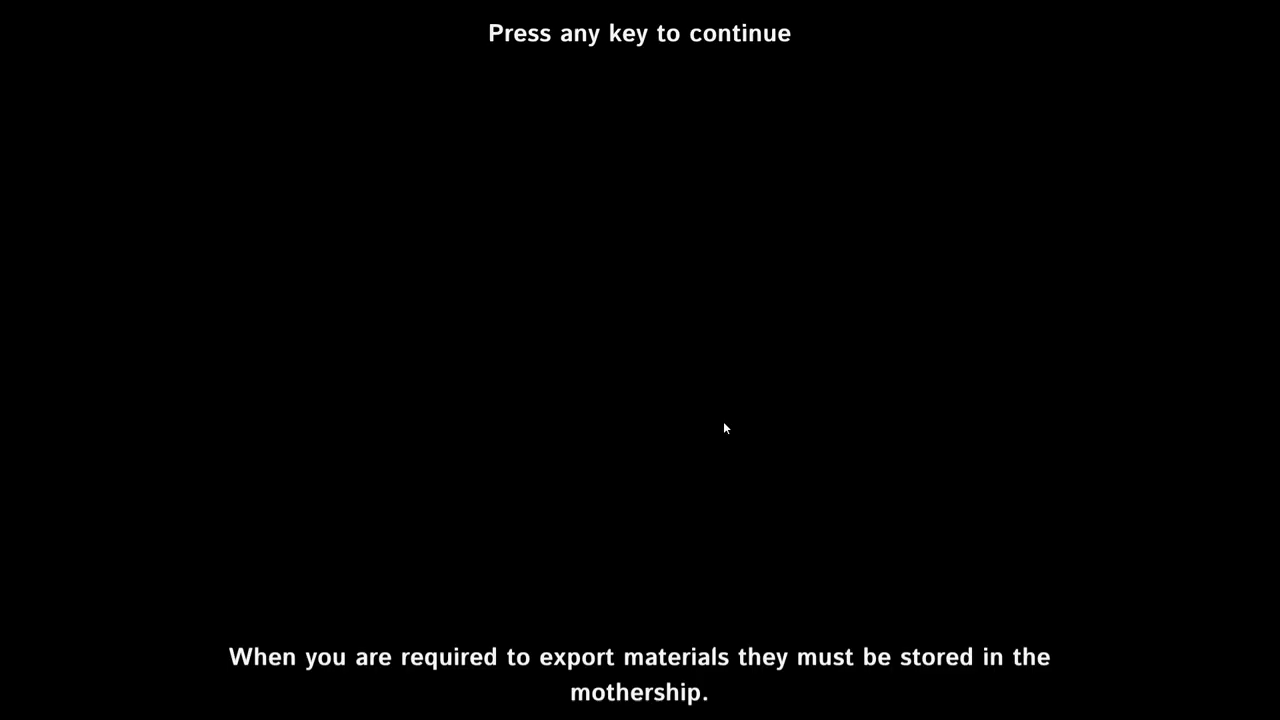 Press any key to continue
When you are required to export materials they must be stored in the
mothership.